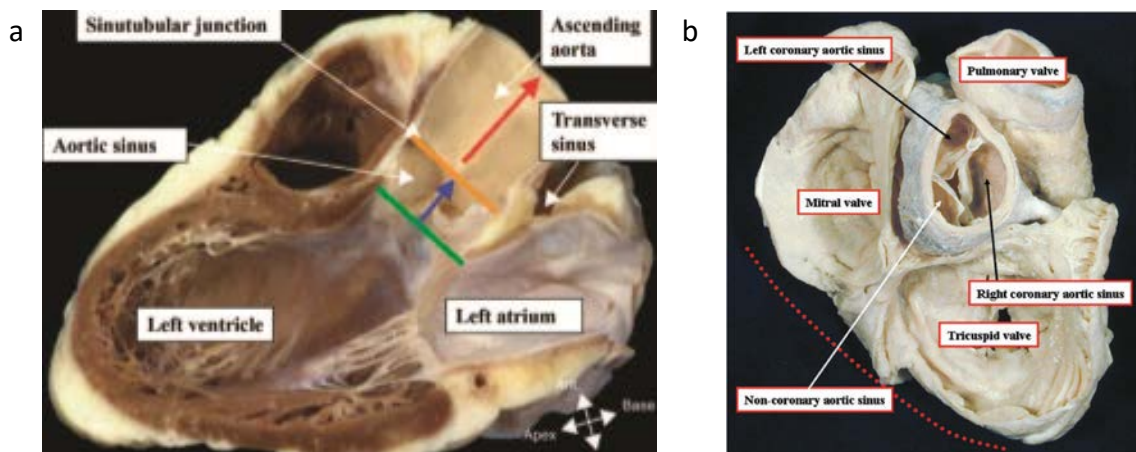 a
Sinutubular junction
Ascending
aorta
Aortic sinus
Transverse
sinus
Left ventricle
Left atrium
Base
Apex
b
Left coronary aortic sinus
Pulmonary valve
Mitral valve
Right coronary aortic sinus
Tricuspid valve
Non-coronary aortic sinus